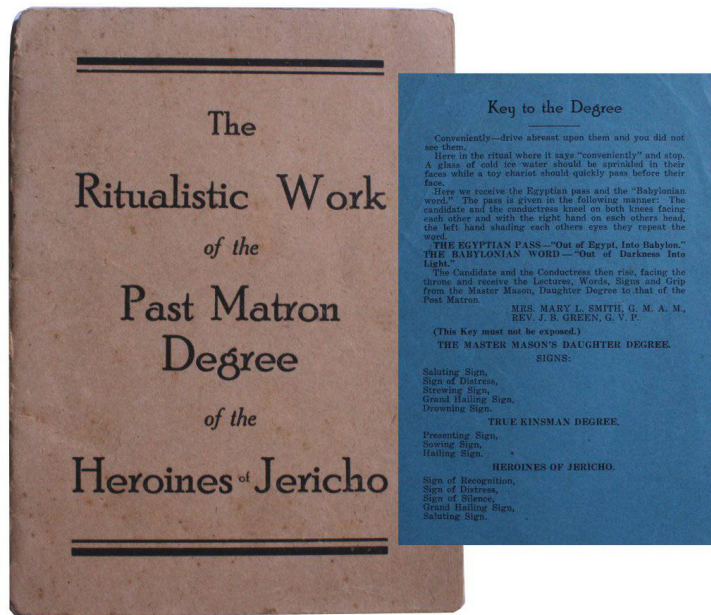 The
Ritualistic Work
of the
Past Matron
Degree
of the
Heroines of Jericho
Key to the Degree
Conveniently—drive abreast upon them and you did not
see them.
Here in the ritual where it says "conveniently" and stop.
A glass of cold ice water should be sprinkled in their
faces while a toy chariot should quickly pass before their
face.
Here we receive the Egyptian pass and the "Babylonian
word." The pass is given in the following manner: The
candidate and the conductress kneel on both knees facing
each other and with the right hand on each others head,
the left hand shading each others eyes they repeat the
word.
THE EGYPTIAN PASS—"Out of Egypt, Into Babylon."
THE BABYLONIAN WORD—"Out of Darkness Into
Light."
The Candidate and the Conductress then rise, facing the
throne and receive the Lectures, Words, Signs and Grip
from the Master Mason, Daughter Degree to that of the
Post Matron.
MRS. MARY L. SMITH, G. M. A. M.,
REV. J. B. GREEN, G. V. P.
(This Key must not be exposed.)
THE MASTER MASON'S DAUGHTER DEGREE.
SIGNS:
Saluting Sign,
Sign of Distress,
Strewing Sign,
Grand Hailing Sign,
Drowning Sign.
TRUE KINSMAN DEGREE.
Presenting Sign,
Sowing Sign,
Hailing Sign.
HEROINES OF JERICHO.
Sign of Recognition,
Sign of Distress,
Sign of Silence,
Grand Hailing Sign,
Saluting Sign.